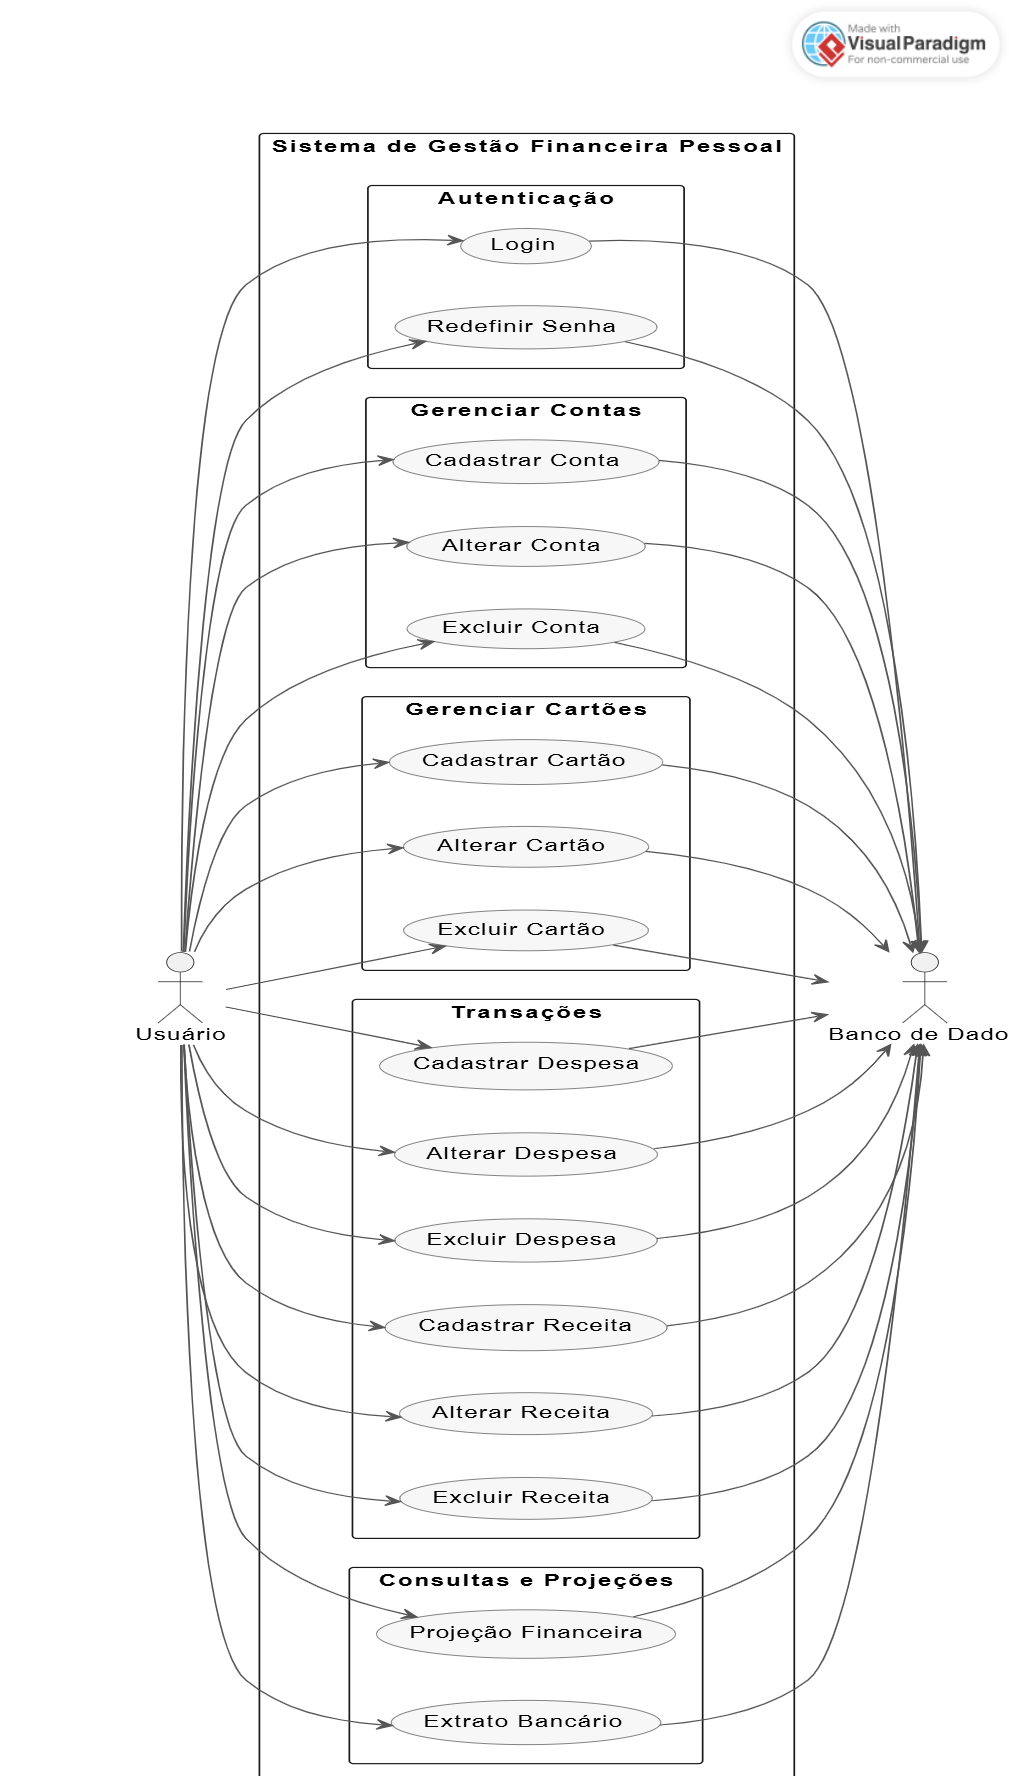 Made with
Visual Paradigm
For non-commercial use
Sistema de Gestão Financeira Pessoal
Autenticação
Login
Redefinir Senha
Gerenciar Contas
Cadastrar Conta
Alterar Conta
Excluir Conta
Gerenciar Cartões
Cadastrar Cartão
Alterar Cartão
Excluir Cartão
Usuário
Banco de Dado
Transações
Cadastrar Despesa
Alterar Despesa
Excluir Despesa
Cadastrar Receita
Alterar Receita
Excluir Receita
Consultas e Projeções
Projeção Financeira
Extrato Bancário